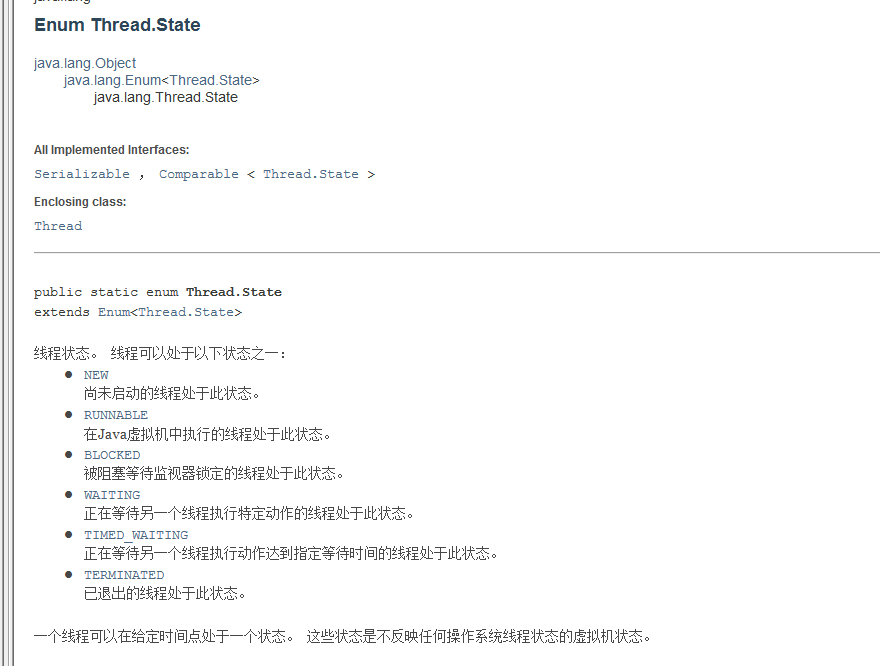 java.lang
Enum Thread.State
java.lang.Object
java.lang.Enum<Thread.State>
java.lang.Thread.State
All Implemented Interfaces:
Serializable , Comparable < Thread.State >
Enclosing class:
Thread
public static enum Thread.State
extends Enum<Thread.State>
线程状态。 线程可以处于以下状态之一:
● NEW
尚未启动的线程处于此状态。
● RUNNABLE
在Java虚拟机中执行的线程处于此状态。
● BLOCKED
被阻塞等待监视器锁定的线程处于此状态。
● WAITING
正在等待另一个线程执行特定动作的线程处于此状态。
● TIMED_WAITING
正在等待另一个线程执行动作达到指定等待时间的线程处于此状态。
● TERMINATED
已退出的线程处于此状态。
一个线程可以在给定时间点处于一个状态。 这些状态是不反映任何操作系统线程状态的虚拟机状态。